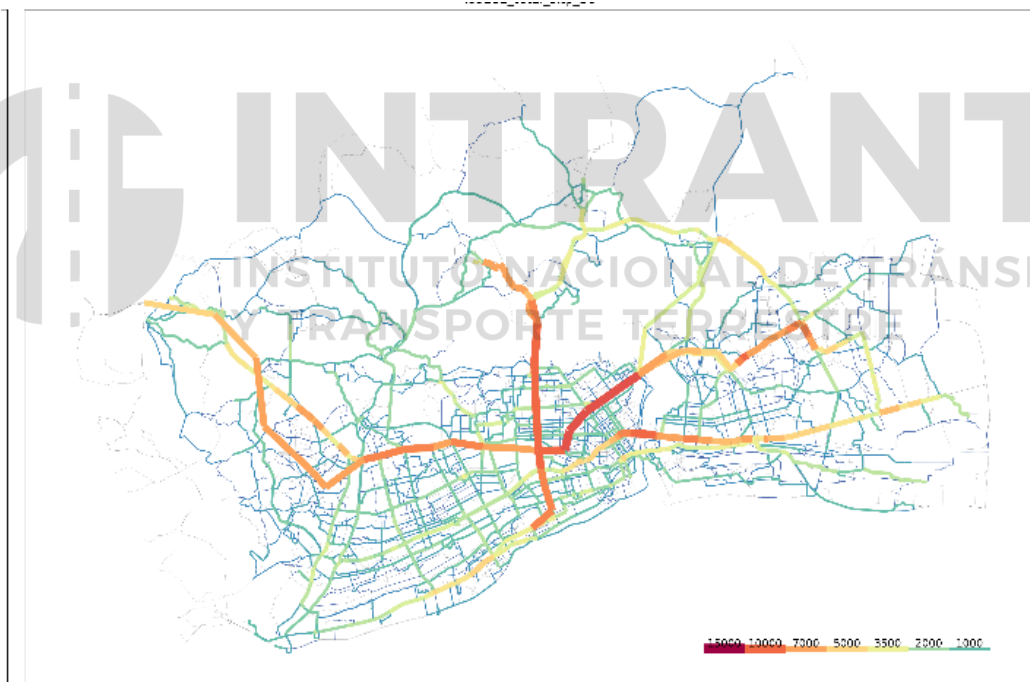 INTRANT
INSTITUTO NACIONAL DE TRÁNSI
Y TRANSPORTE TERRESTRE
15000 10000 7000 5000 3500 2000 1000